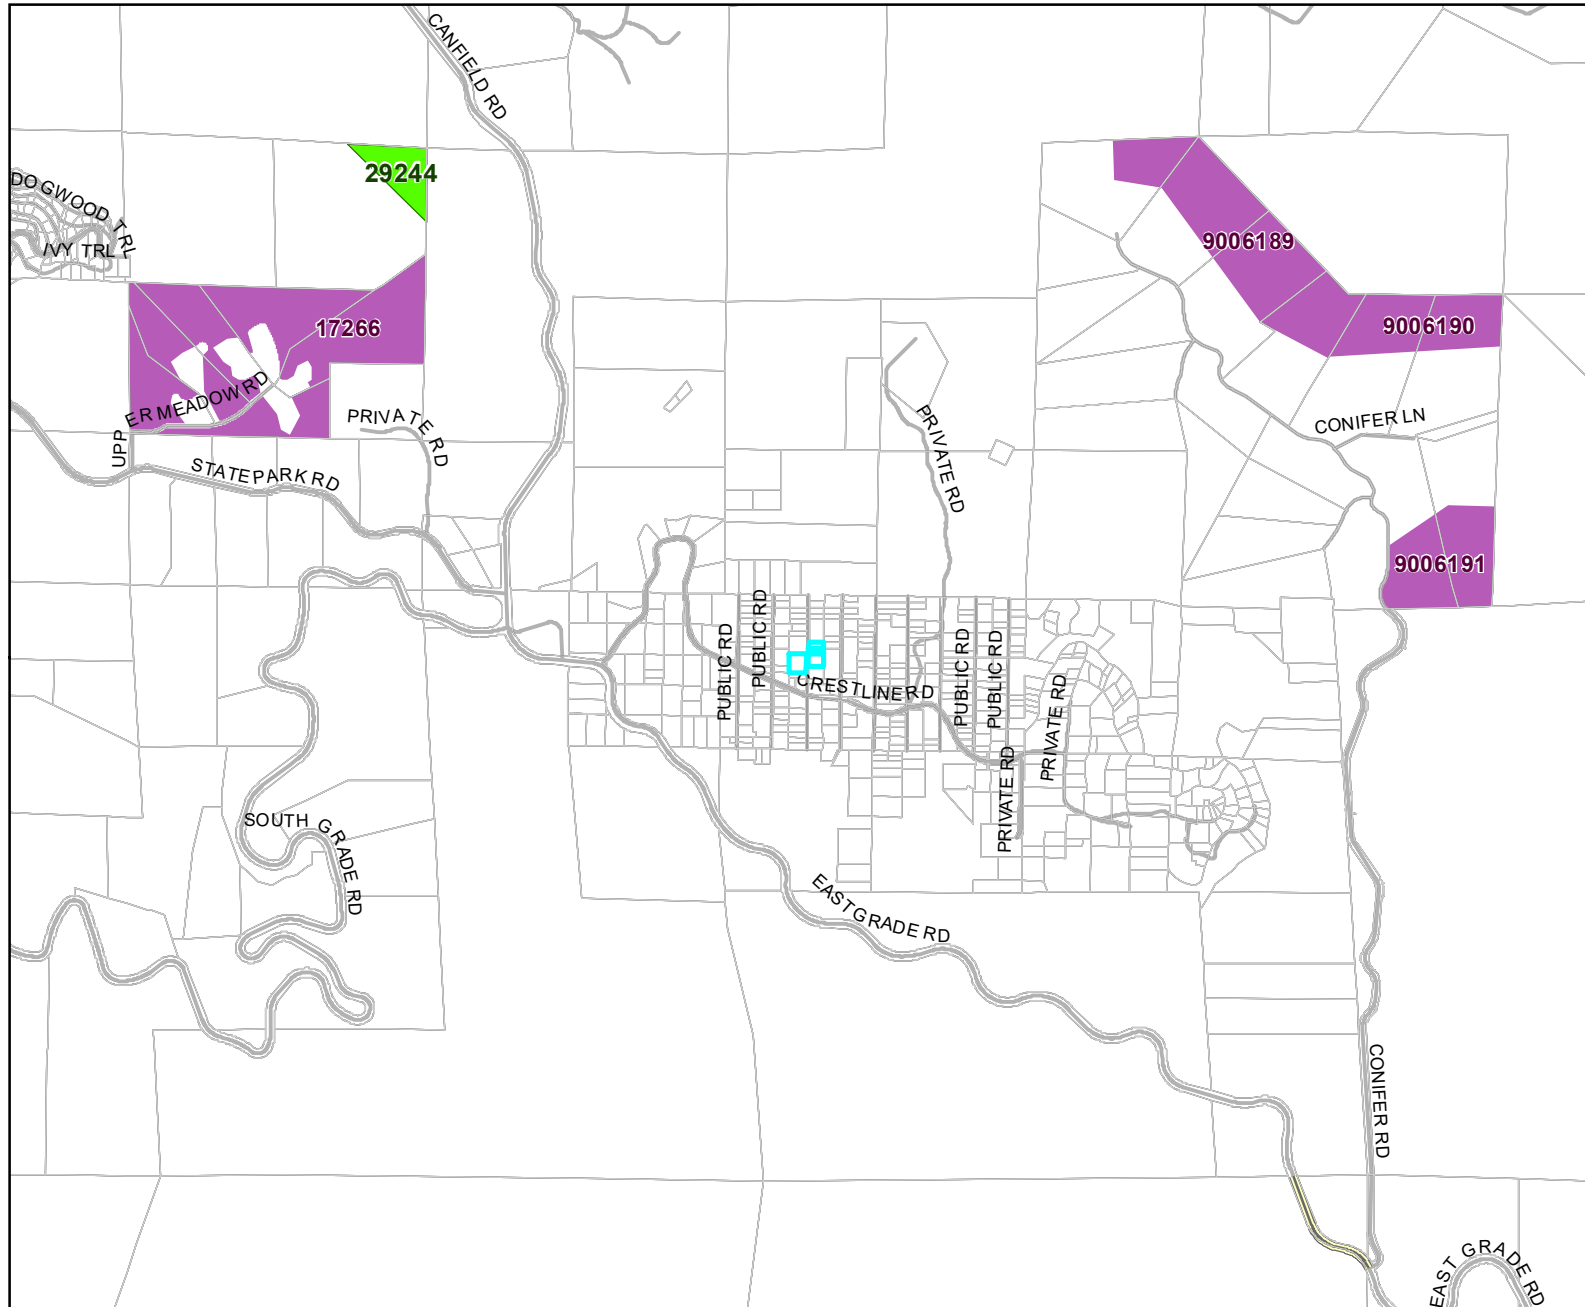 CANFIELD RD
29244
DOGWOOD TRL
IVY TRL
9006189
17266
9006190
UPPER MEADOW RD
PRIVATE RD
PRIVATE RD
CONIFER LN
STATE PARK RD
9006191
PUBLIC RD
PUBLIC RD
PUBLIC RD
PUBLIC RD
CRESTLINE RD
PRIVATE RD
PRIVATE RD
SOUTH GRADE RD
EAST GRADE RD
CONIFER RD
EAST GRADE RD